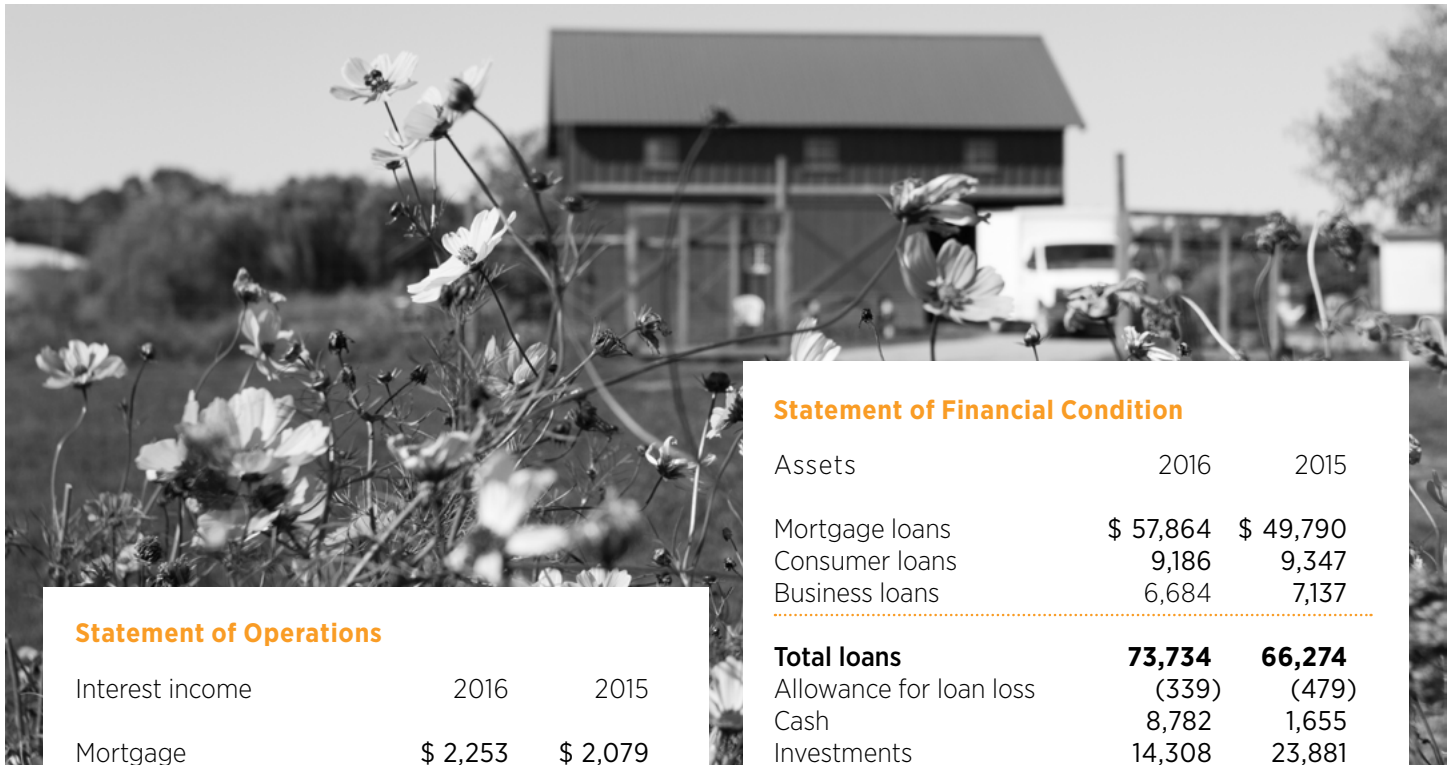 Statement of Financial Condition
Assets 2016 2015
Mortgage loans $ 57,864 $ 49,790
Consumer loans 9,186 9,347
Business loans 6,684 7,137
Total loans 73,734 66,274
Allowance for loan loss (339) (479)
Cash 8,782 1,655
Investments 14,308 23,881
Statement of Operations
Interest income 2016 2015
Mortgage $ 2,253 $ 2,079